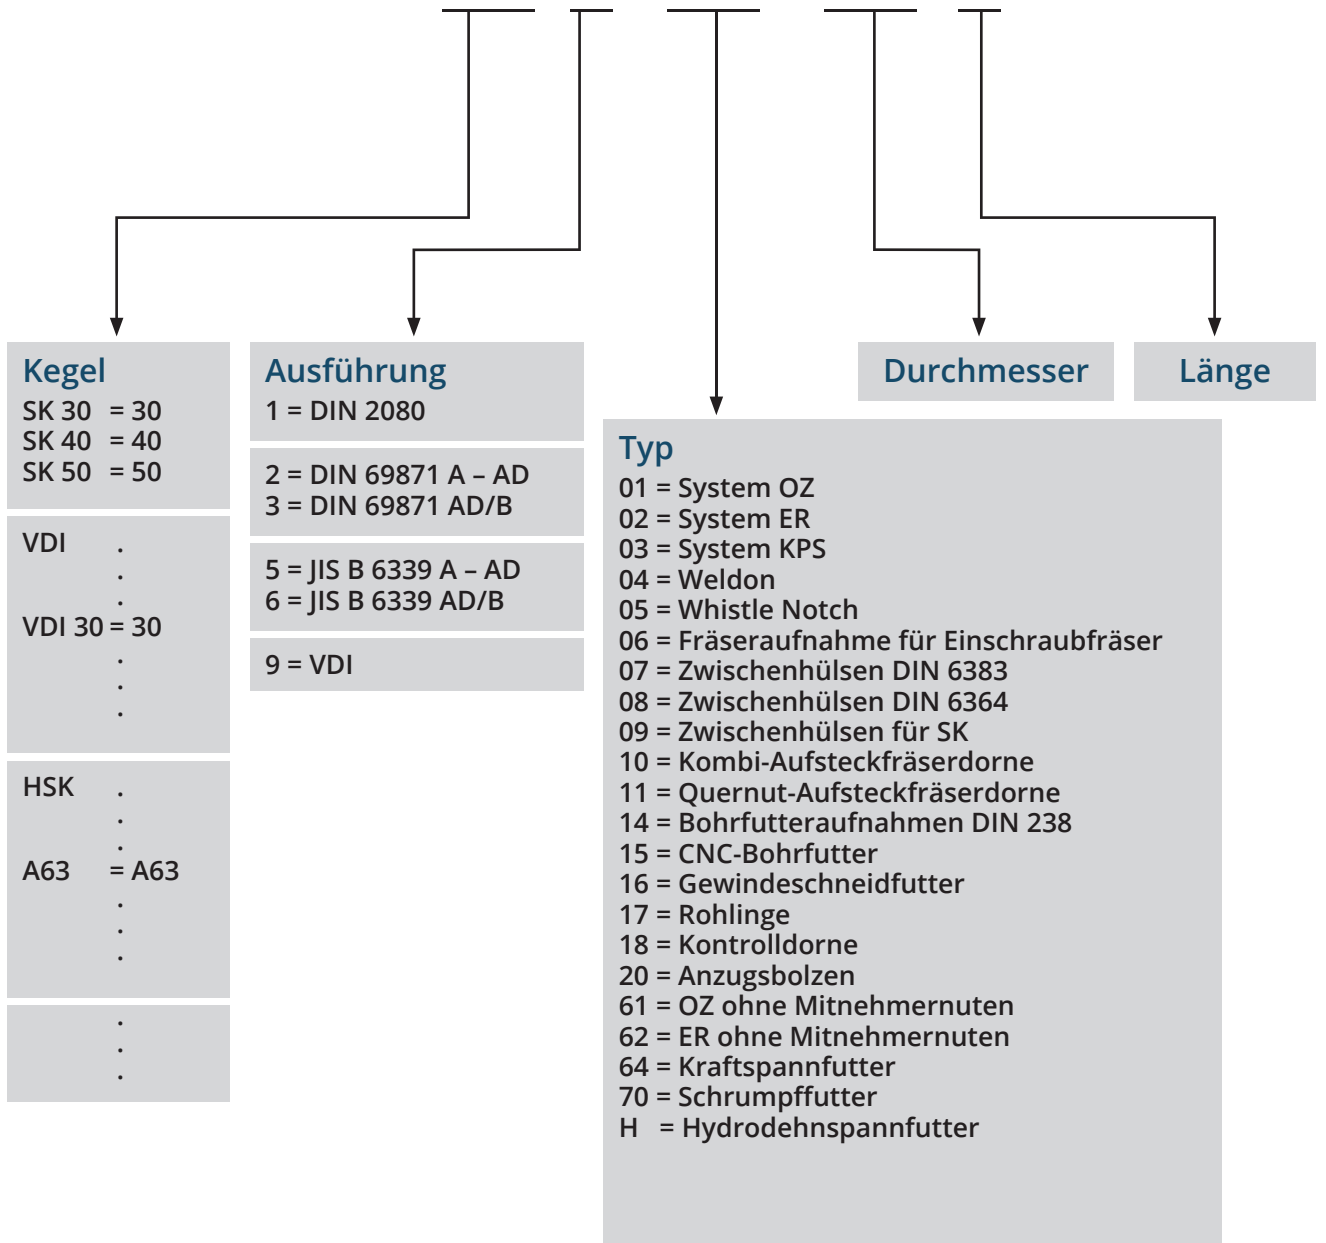 Kegel
SK 30 = 30
SK 40 = 40
SK 50 = 50
VDI .
.
.
VDI 30 = 30
.
.
.
HSK .
.
.
A63 = A63
.
.
.
.
.
.
Ausführung
1 = DIN 2080
2 = DIN 69871 A – AD
3 = DIN 69871 AD/B
5 = JIS B 6339 A – AD
6 = JIS B 6339 AD/B
9 = VDI
Typ
01 = System OZ
02 = System ER
03 = System KPS
04 = Weldon
05 = Whistle Notch
06 = Fräseraufnahme für Einschraubfräser
07 = Zwischenhülsen DIN 6383
08 = Zwischenhülsen DIN 6364
09 = Zwischenhülsen für SK
10 = Kombi-Aufsteckfräserdorne
11 = Quernut-Aufsteckfräserdorne
14 = Bohrfutteraufnahmen DIN 238
15 = CNC-Bohrfutter
16 = Gewindeschneidfutter
17 = Rohlinge
18 = Kontrolldorne
20 = Anzugsbolzen
61 = OZ ohne Mitnehmernuten
62 = ER ohne Mitnehmernuten
64 = Kraftspannfutter
70 = Schrumpffutter
H = Hydrodehnspannfutter
Durchmesser
Länge